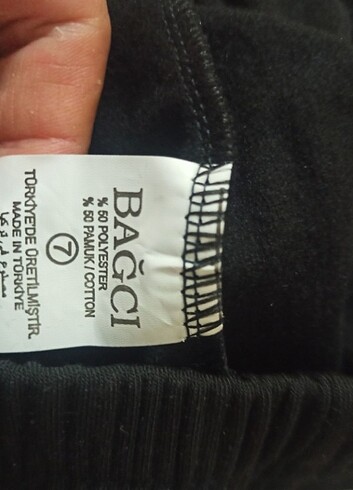 BAĞCI
% 50 POLYESTER
% 50 PAMUK / COTTON
7
TÜRKİYE'DE ÜRETİLMİŞTİR.
MADE IN TÜRKİYE